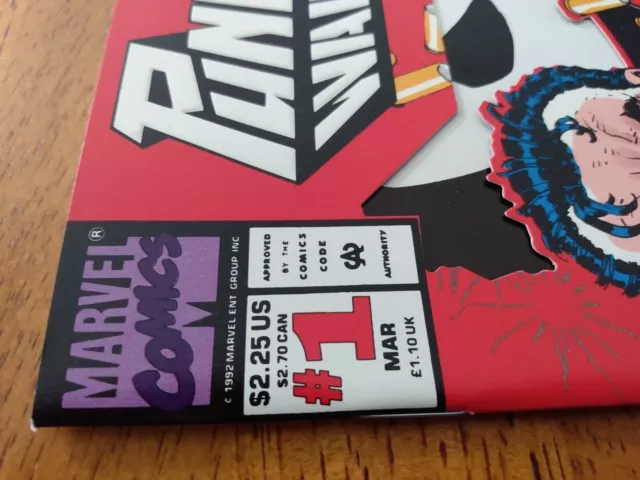 MARVEL ®
COMICS
© 1992 MARVEL ENT GROUP INC
$2.25 US
$2.70 CAN
#1
MAR
£1.10 UK
APPROVED
BY THE
COMICS
CODE
AUTHORITY